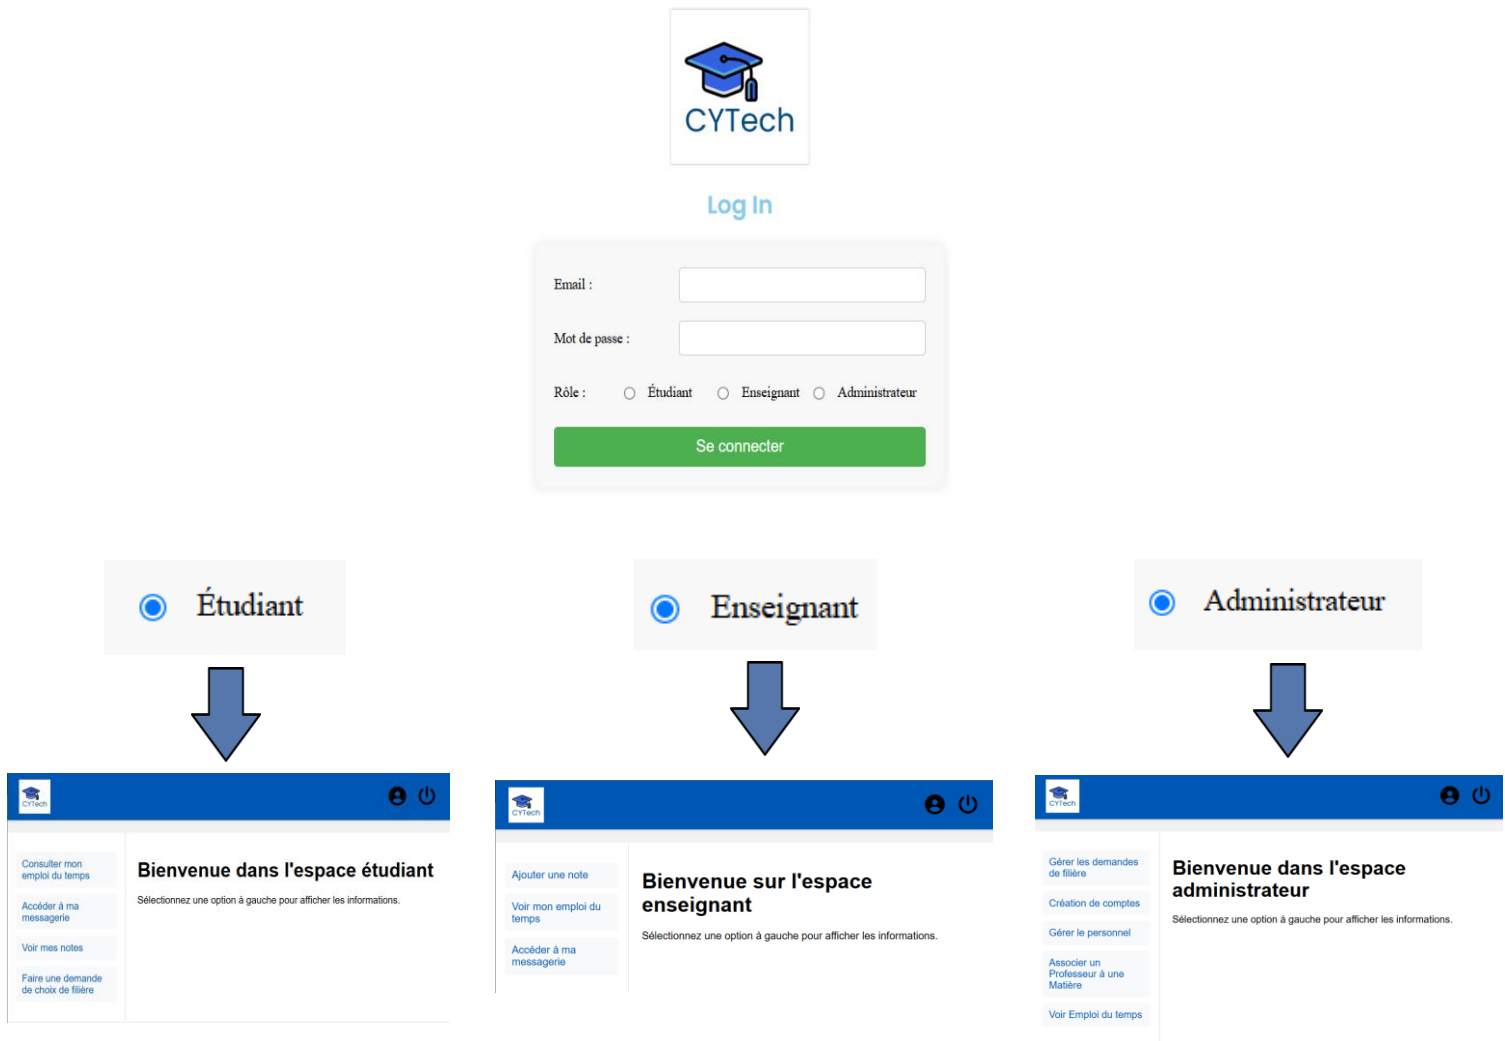 CYTech
Log In
Email :
Mot de passe :
Rôle : Étudiant Enseignant Administrateur
Se connecter
Étudiant
Enseignant
Administrateur
CYTech
Consulter mon
emploi du temps
Accéder à ma
messagerie
Voir mes notes
Faire une demande
de choix de filière
Bienvenue dans l'espace étudiant
Sélectionnez une option à gauche pour afficher les informations.
CYTech
Ajouter une note
Voir mon emploi du
temps
Accéder à ma
messagerie
Bienvenue sur l'espace
enseignant
Sélectionnez une option à gauche pour afficher les informations.
CYTech
Gérer les demandes
de filière
Création de comptes
Gérer le personnel
Associer un
Professeur à une
Matière
Voir Emploi du temps
Bienvenue dans l'espace
administrateur
Sélectionnez une option à gauche pour afficher les informations.